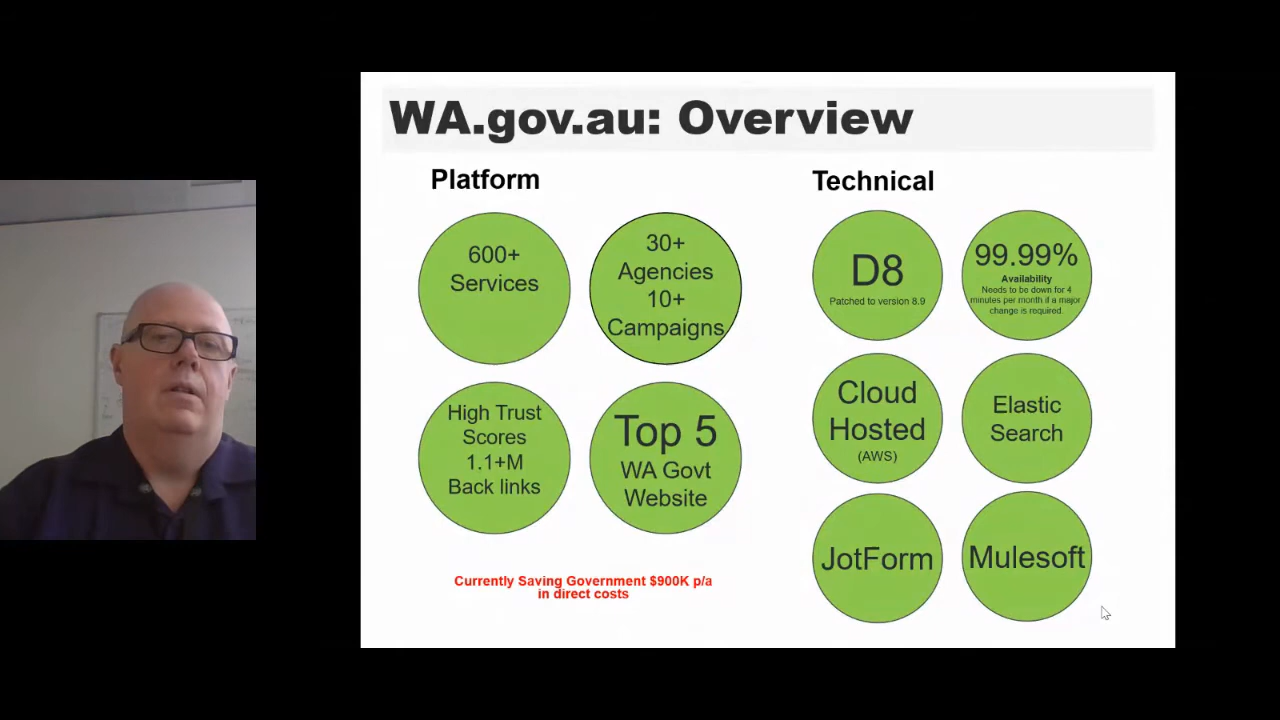 WA.gov.au: Overview
Platform
600+
Services
30+
Agencies
10+
Campaigns
High Trust
Scores
1.1+M
Back links
Top 5
WA Govt
Website
Currently Saving Government $900K p/a
in direct costs
Technical
D8
Patched to version 8.9
99.99%
Availability
Needs to be down for 4
minutes per month if a major
change is required.
Cloud
Hosted
(AWS)
Elastic
Search
JotForm
Mulesoft